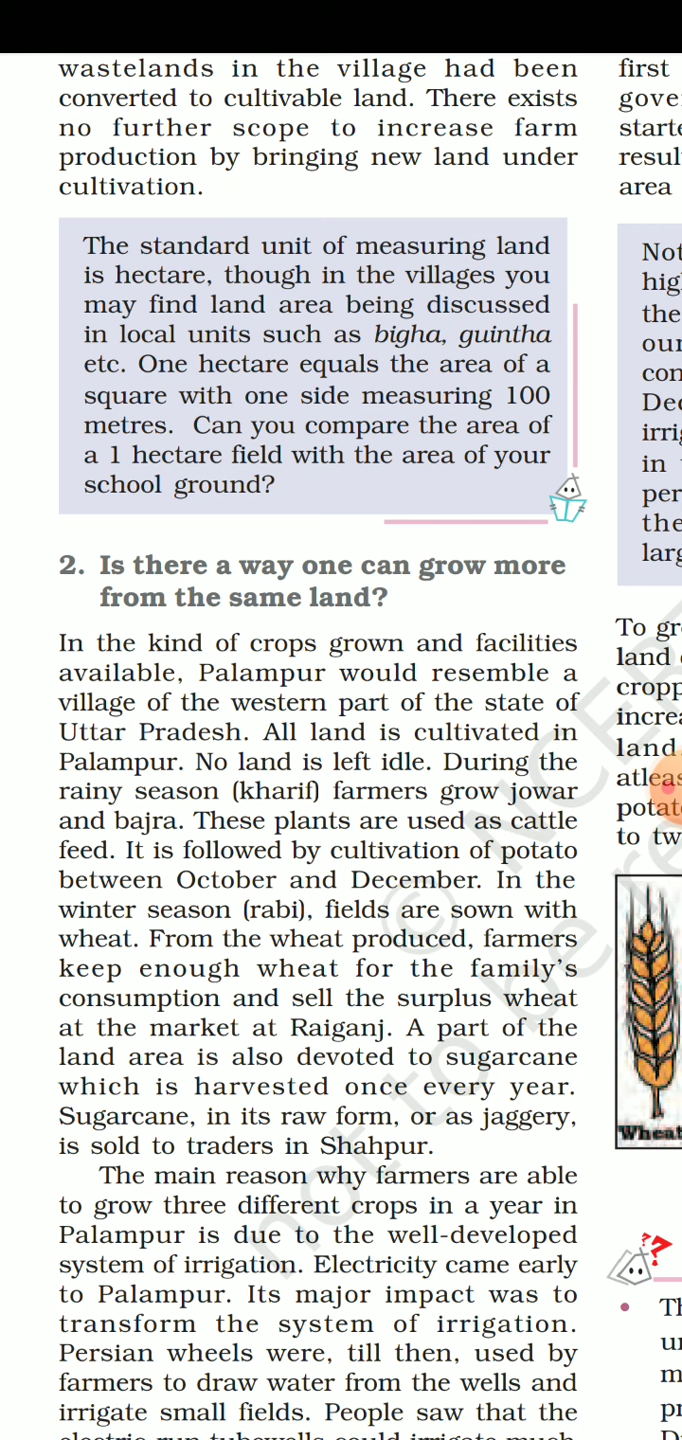 wastelands in the village had been
converted to cultivable land. There exists
no further scope to increase farm
production by bringing new land under
cultivation.
The standard unit of measuring land
is hectare, though in the villages you
may find land area being discussed
in local units such as bigha, guintha
etc. One hectare equals the area of a
square with one side measuring 100
metres. Can you compare the area of
a 1 hectare field with the area of your
school ground?
2. Is there a way one can grow more
from the same land?
In the kind of crops grown and facilities
available, Palampur would resemble a
village of the western part of the state of
Uttar Pradesh. All land is cultivated in
Palampur. No land is left idle. During the
rainy season (kharif) farmers grow jowar
and bajra. These plants are used as cattle
feed. It is followed by cultivation of potato
between October and December. In the
winter season (rabi), fields are sown with
wheat. From the wheat produced, farmers
keep enough wheat for the family's
consumption and sell the surplus wheat
at the market at Raiganj. A part of the
land area is also devoted to sugarcane
which is harvested once every year.
Sugarcane, in its raw form, or as jaggery,
is sold to traders in Shahpur.
The main reason why farmers are able
to grow three different crops in a year in
Palampur is due to the well-developed
system of irrigation. Electricity came early
to Palampur. Its major impact was to
transform the system of irrigation.
Persian wheels were, till then, used by
farmers to draw water from the wells and
irrigate small fields. People saw that the
electric-run tubewells could irrigate much
first
area
the
in
the
To
land
land
to
Wheat
© NCERT
not to be re